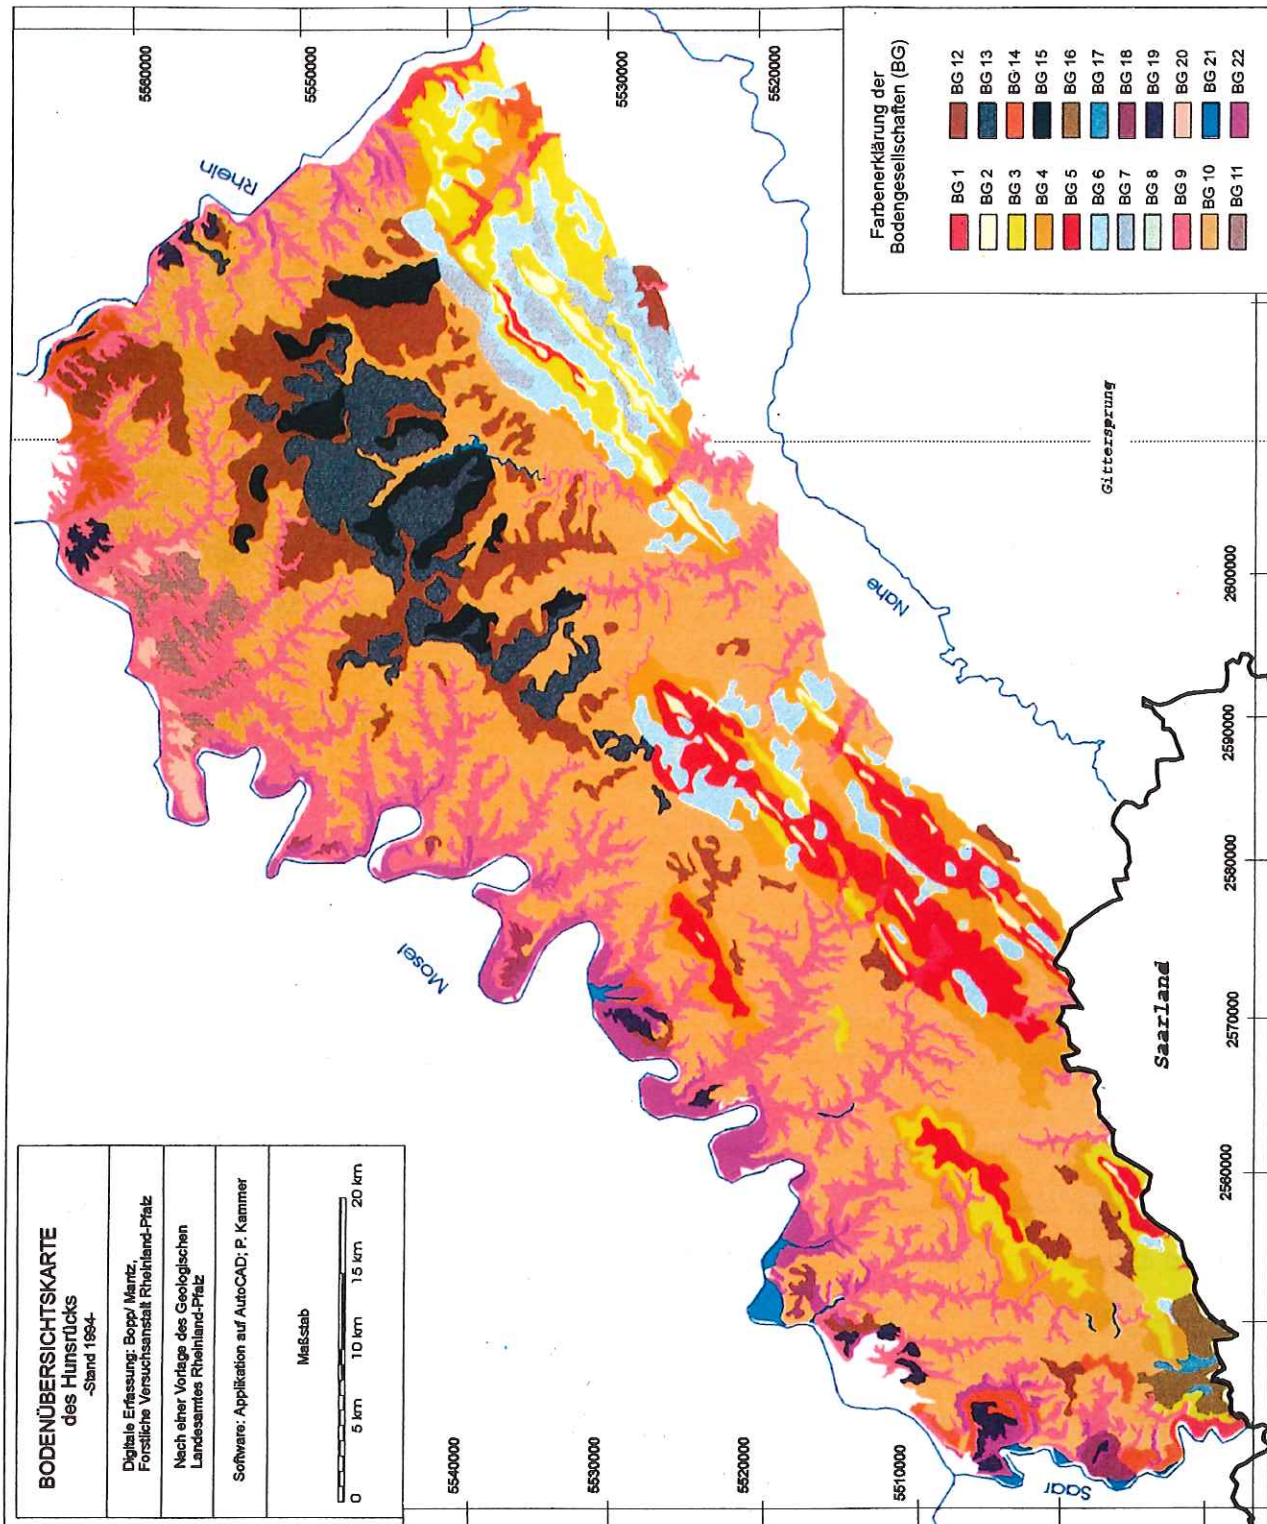 BODENÜBERSICHTSKARTE
des Hunsrücks
-Stand 1994-
Digitale Erfassung: Bopp/ Mantz,
Forstliche Versuchsanstalt Rheinland-Pfalz
Nach einer Vorlage des Geologischen
Landesamtes Rheinland-Pfalz
Software: Applikation auf AutoCAD; P. Kammer
Maßstab
0 5 km 10 km 15 km 20 km
5560000
5550000
5530000
5520000
5540000
5530000
5520000
5510000
Rhein
Mosel
Nahe
Saar
Saarland
Gittersprung
2600000
2590000
2580000
2570000
2560000
Farbenerklärung der
Bodengesellschaften (BG)
BG 1
BG 2
BG 3
BG 4
BG 5
BG 6
BG 7
BG 8
BG 9
BG 10
BG 11
BG 12
BG 13
BG 14
BG 15
BG 16
BG 17
BG 18
BG 19
BG 20
BG 21
BG 22